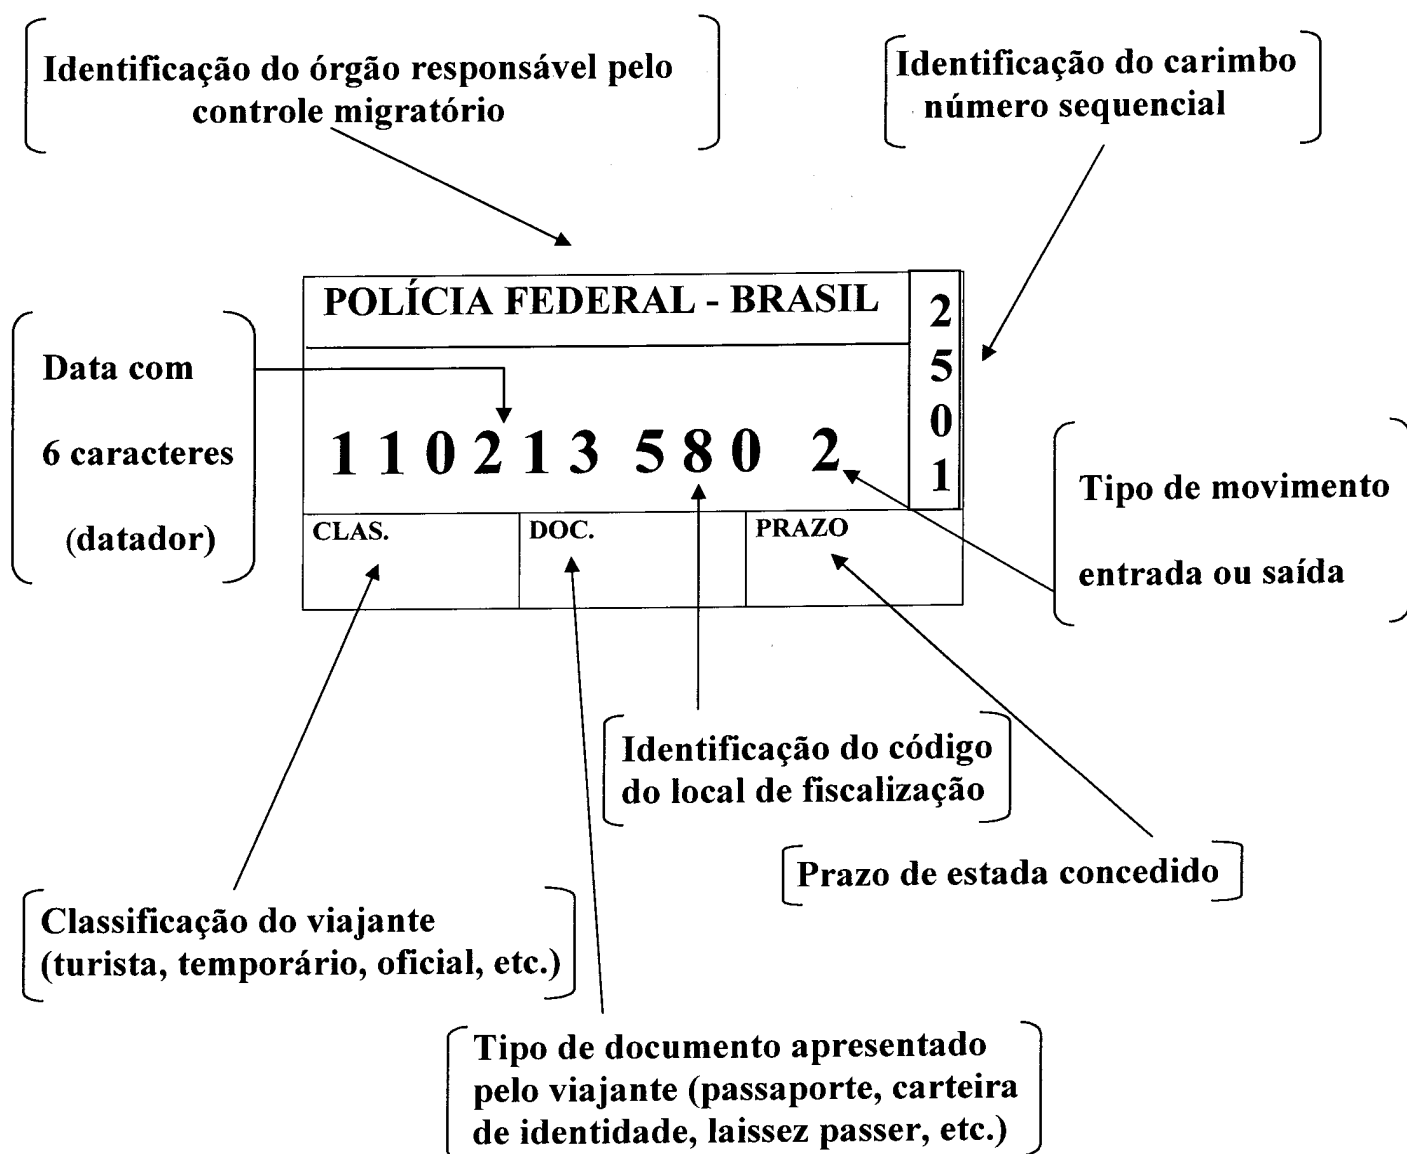 Identificação do órgão responsável pelo
controle migratório
Identificação do carimbo
número sequencial
POLÍCIA FEDERAL - BRASIL
2
5
0
1
Data com
6 caracteres
(datador)
1 1 0 2 1 3 5 8 0 2
Tipo de movimento
entrada ou saída
CLAS.
DOC.
PRAZO
Identificação do código
do local de fiscalização
Prazo de estada concedido
Classificação do viajante
(turista, temporário, oficial, etc.)
Tipo de documento apresentado
pelo viajante (passaporte, carteira
de identidade, laissez passer, etc.)